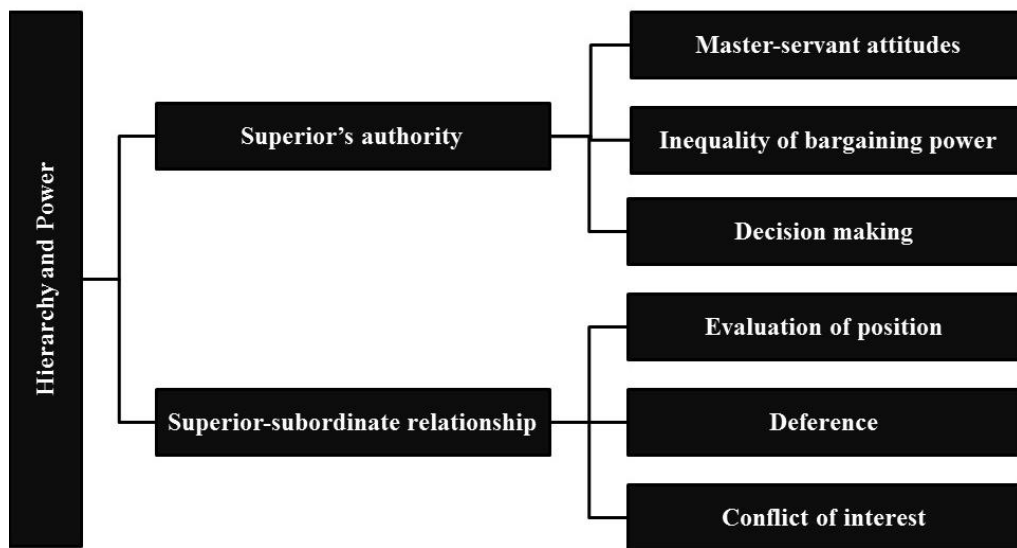 Hierarchy and Power
Superior’s authority
Master-servant attitudes
Inequality of bargaining power
Decision making
Superior-subordinate relationship
Evaluation of position
Deference
Conflict of interest